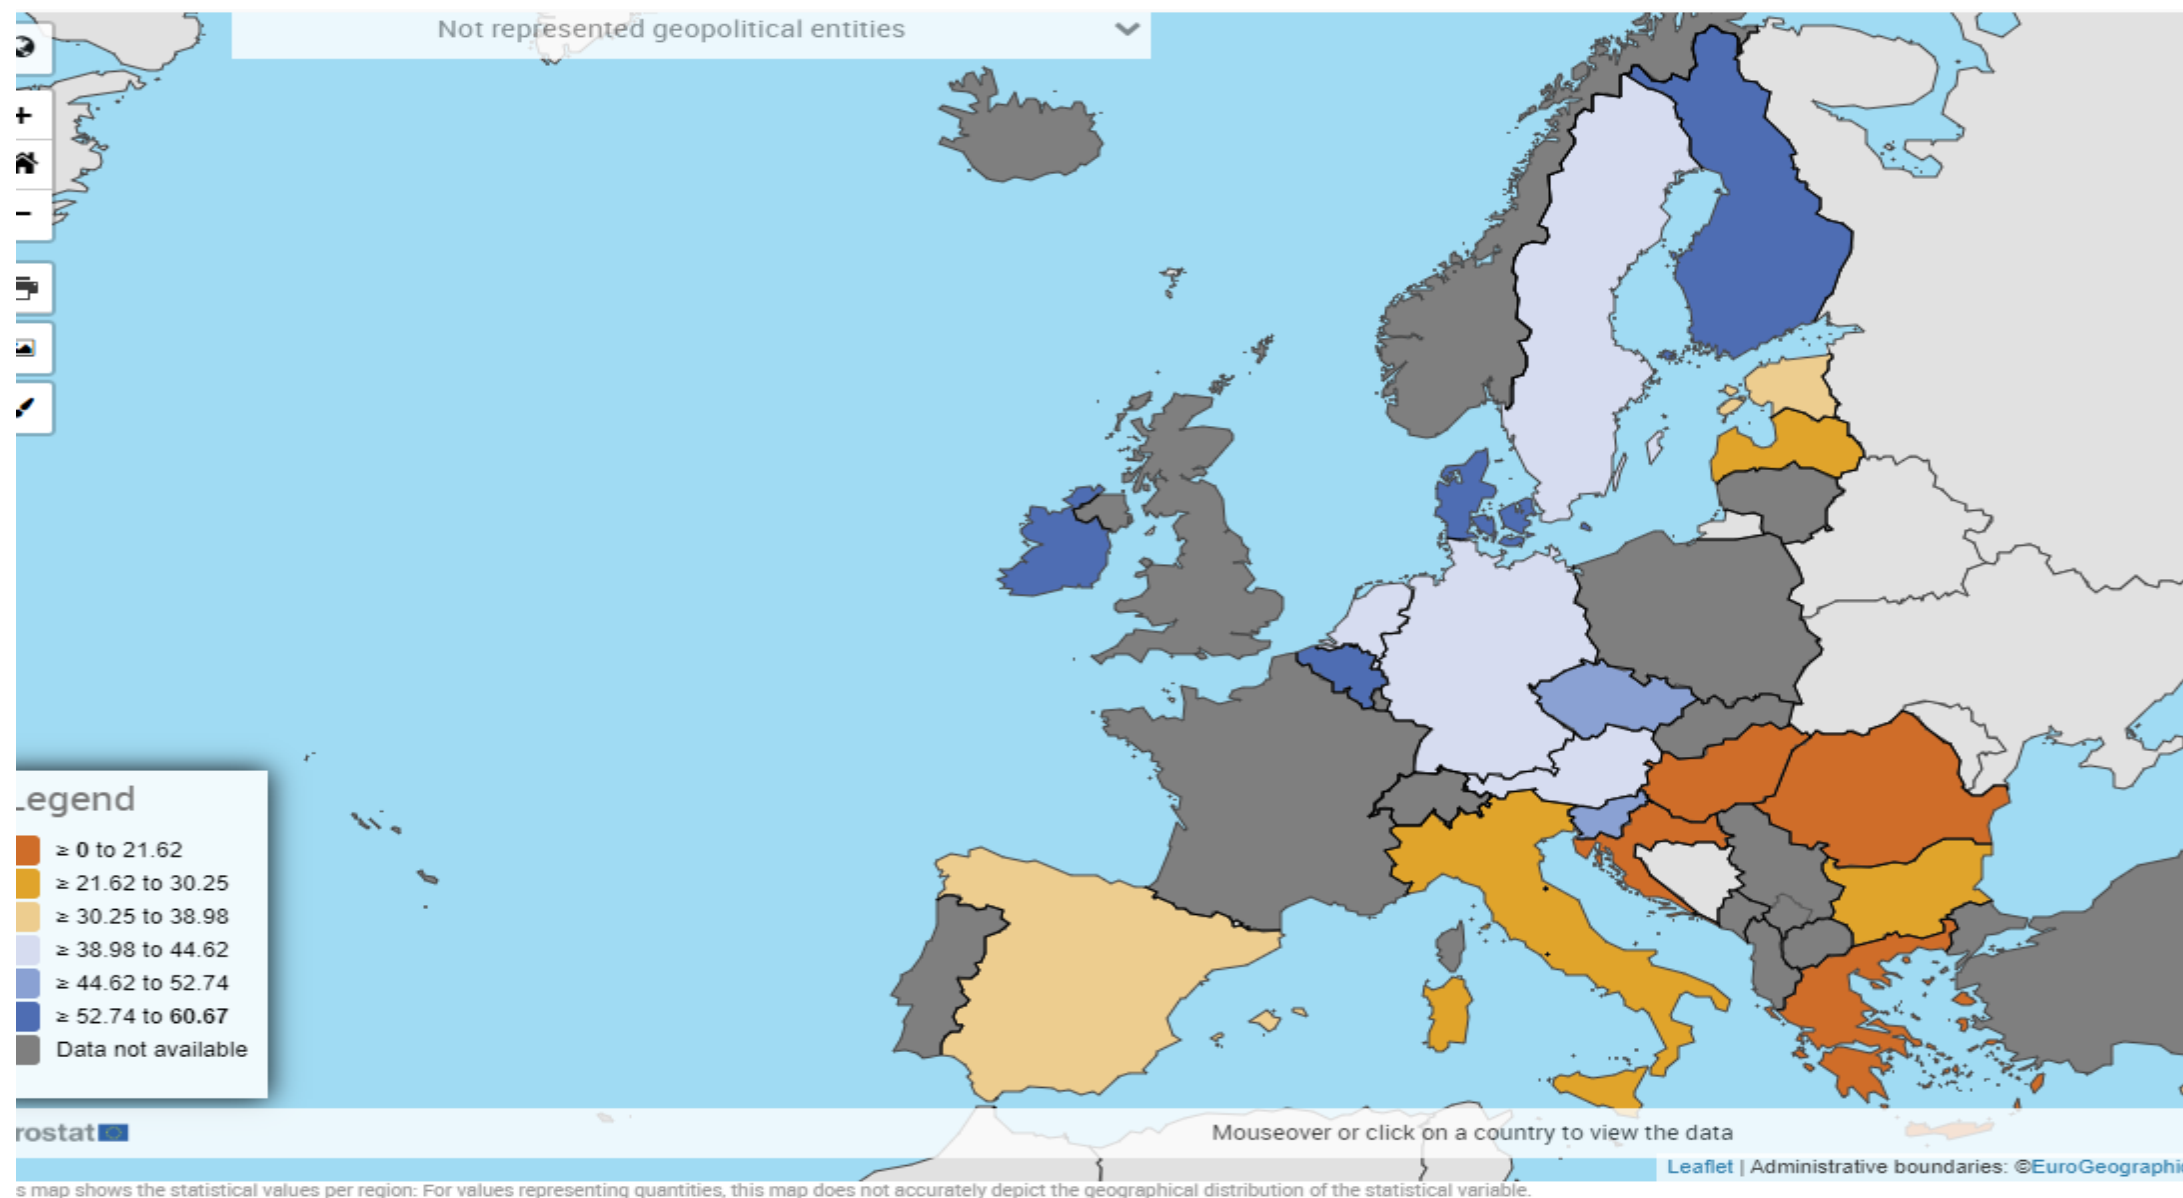 Not represented geopolitical entities
+
−
Legend
≥ 0 to 21.62
≥ 21.62 to 30.25
≥ 30.25 to 38.98
≥ 38.98 to 44.62
≥ 44.62 to 52.74
≥ 52.74 to 60.67
Data not available
rostat
Mouseover or click on a country to view the data
Leaflet | Administrative boundaries: ©EuroGeographi
s map shows the statistical values per region: For values representing quantities, this map does not accurately depict the geographical distribution of the statistical variable.